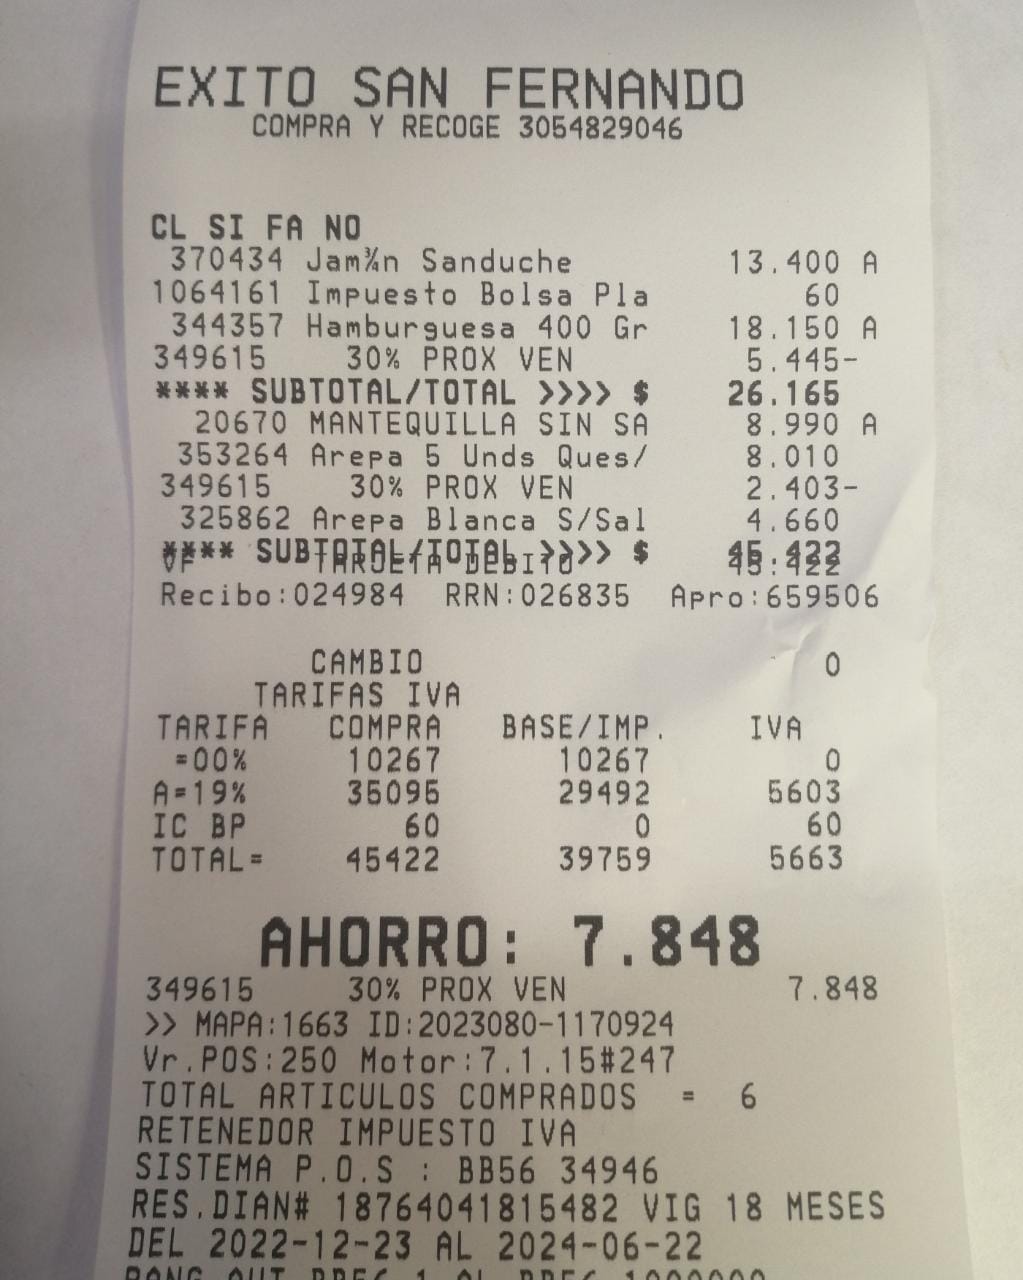 EXITO SAN FERNANDO
COMPRA Y RECOGE 3054829046
CL SI FA NO
370434 Jam¾n Sanduche 13.400 A
1064161 Impuesto Bolsa Pla 60
344357 Hamburguesa 400 Gr 18.150 A
349615 30% PROX VEN 5.445-
**** SUBTOTAL/TOTAL >>>> $ 26.165
20670 MANTEQUILLA SIN SA 8.990 A
353264 Arepa 5 Unds Ques/ 8.010
349615 30% PROX VEN 2.403-
325862 Arepa Blanca S/Sal 4.660
**** SUBTOTAL/TOTAL >>>> $ 45.422
Recibo:024984 RRN:026835 Apro:659506
CAMBIO 0
TARIFAS IVA
TARIFA COMPRA BASE/IMP. IVA
=00% 10267 10267 0
A=19% 35095 29492 5603
IC BP 60 0 60
TOTAL= 45422 39759 5663
AHORRO: 7.848
349615 30% PROX VEN 7.848
>> MAPA:1663 ID:2023080-1170924
Vr.POS:250 Motor:7.1.15#247
TOTAL ARTICULOS COMPRADOS = 6
RETENEDOR IMPUESTO IVA
SISTEMA P.O.S : BB56 34946
RES.DIAN# 18764041815482 VIG 18 MESES
DEL 2022-12-23 AL 2024-06-22